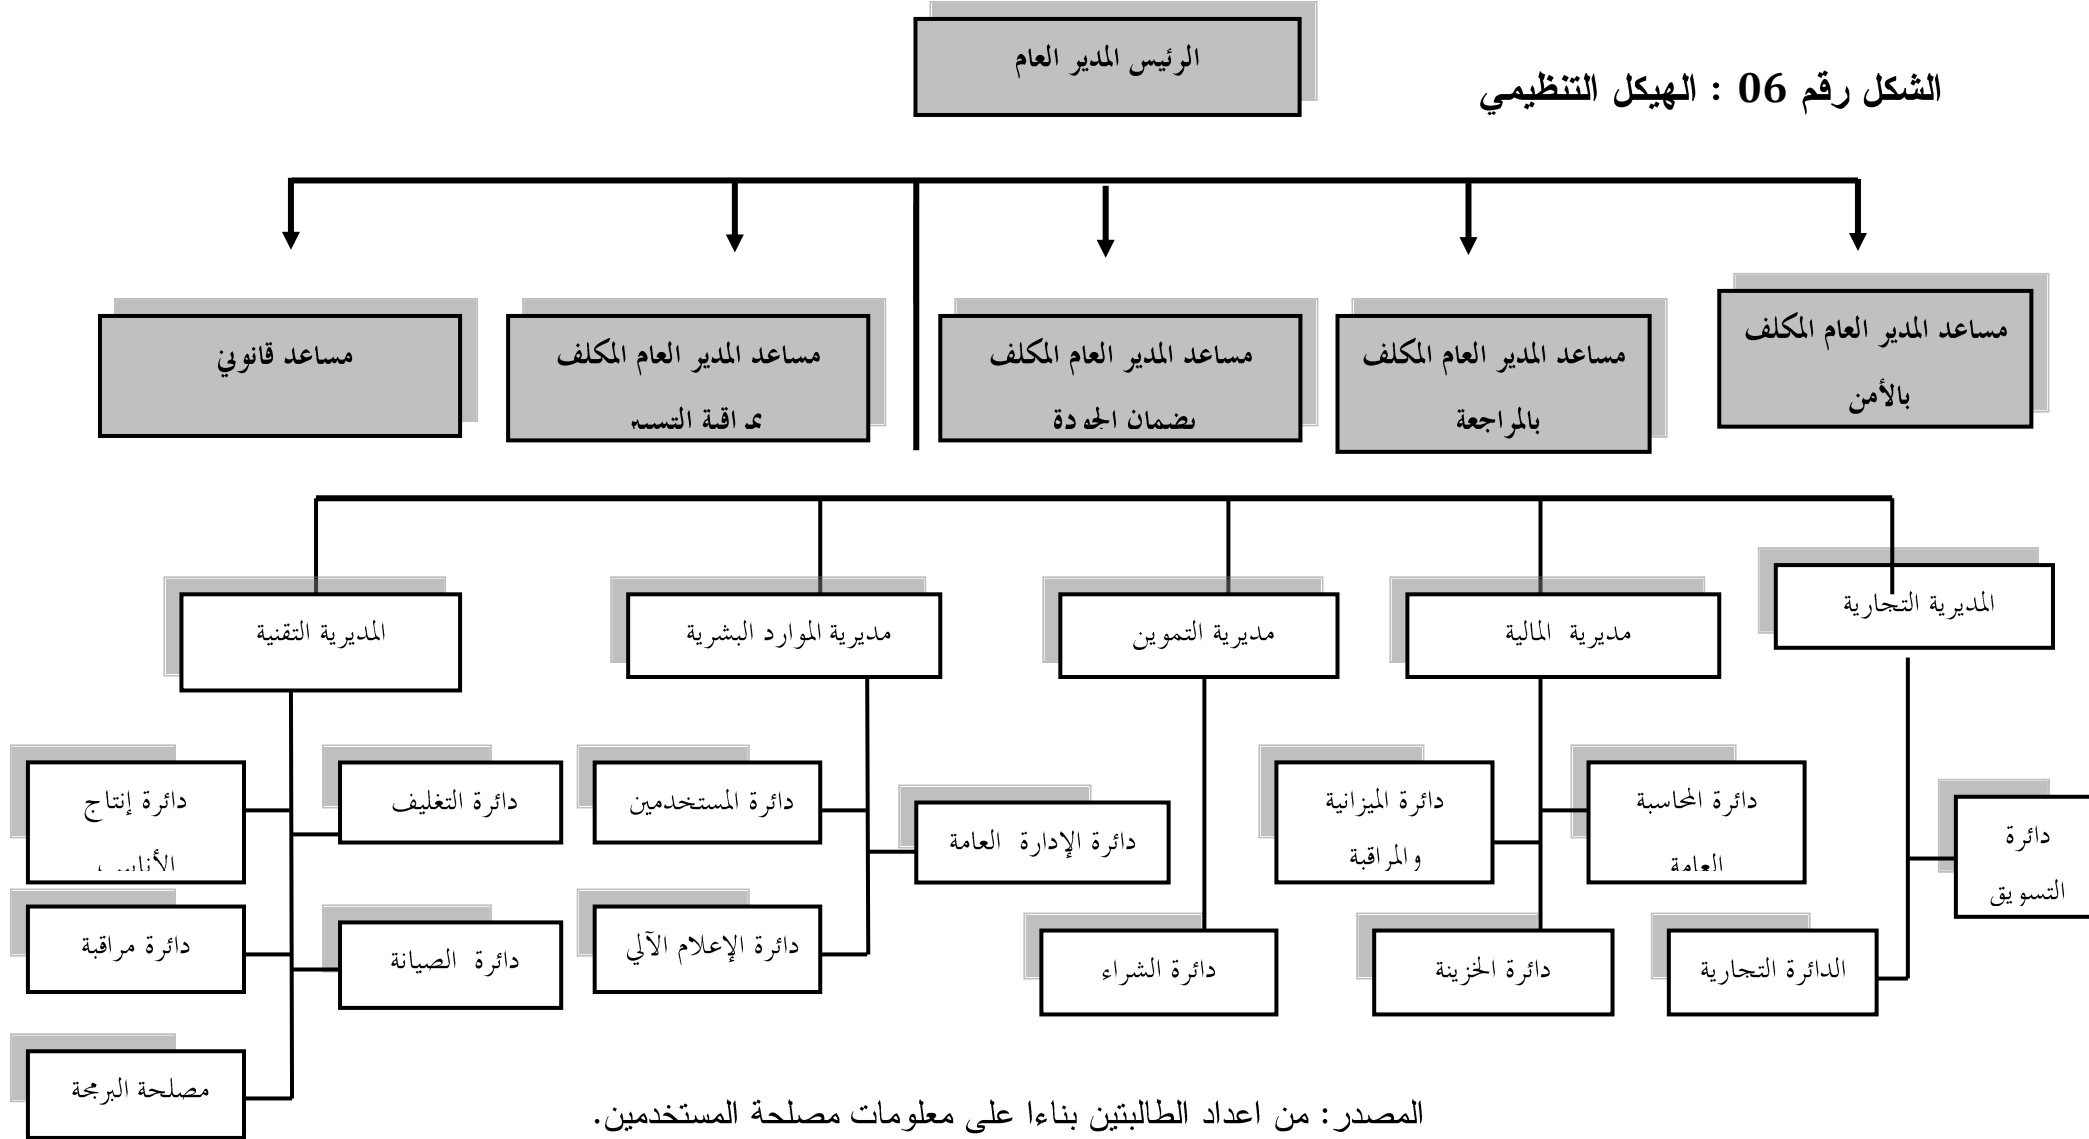 الرئيس المدير العام
الشكل رقم 06 : الهيكل التنظيمي
مساعد المدير العام المكلف
بالأمن
مساعد المدير العام المكلف
بالمراجعة
مساعد المدير العام المكلف
بضمان الجودة
مساعد المدير العام المكلف
بمراقبة التسيير
مساعد قانوني
المديرية التجارية
مديرية المالية
مديرية التموين
مديرية الموارد البشرية
المديرية التقنية
دائرة
التسويق
الدائرة التجارية
دائرة المحاسبة
العامة
دائرة الميزانية
والمراقبة
دائرة الخزينة
دائرة الشراء
دائرة الإدارة العامة
دائرة المستخدمين
دائرة الإعلام الآلي
دائرة التغليف
دائرة الصيانة
دائرة إنتاج
دائرة مراقبة
مصلحة البرمجة
المصدر: من اعداد الطالبتين بناءا على معلومات مصلحة المستخدمين.